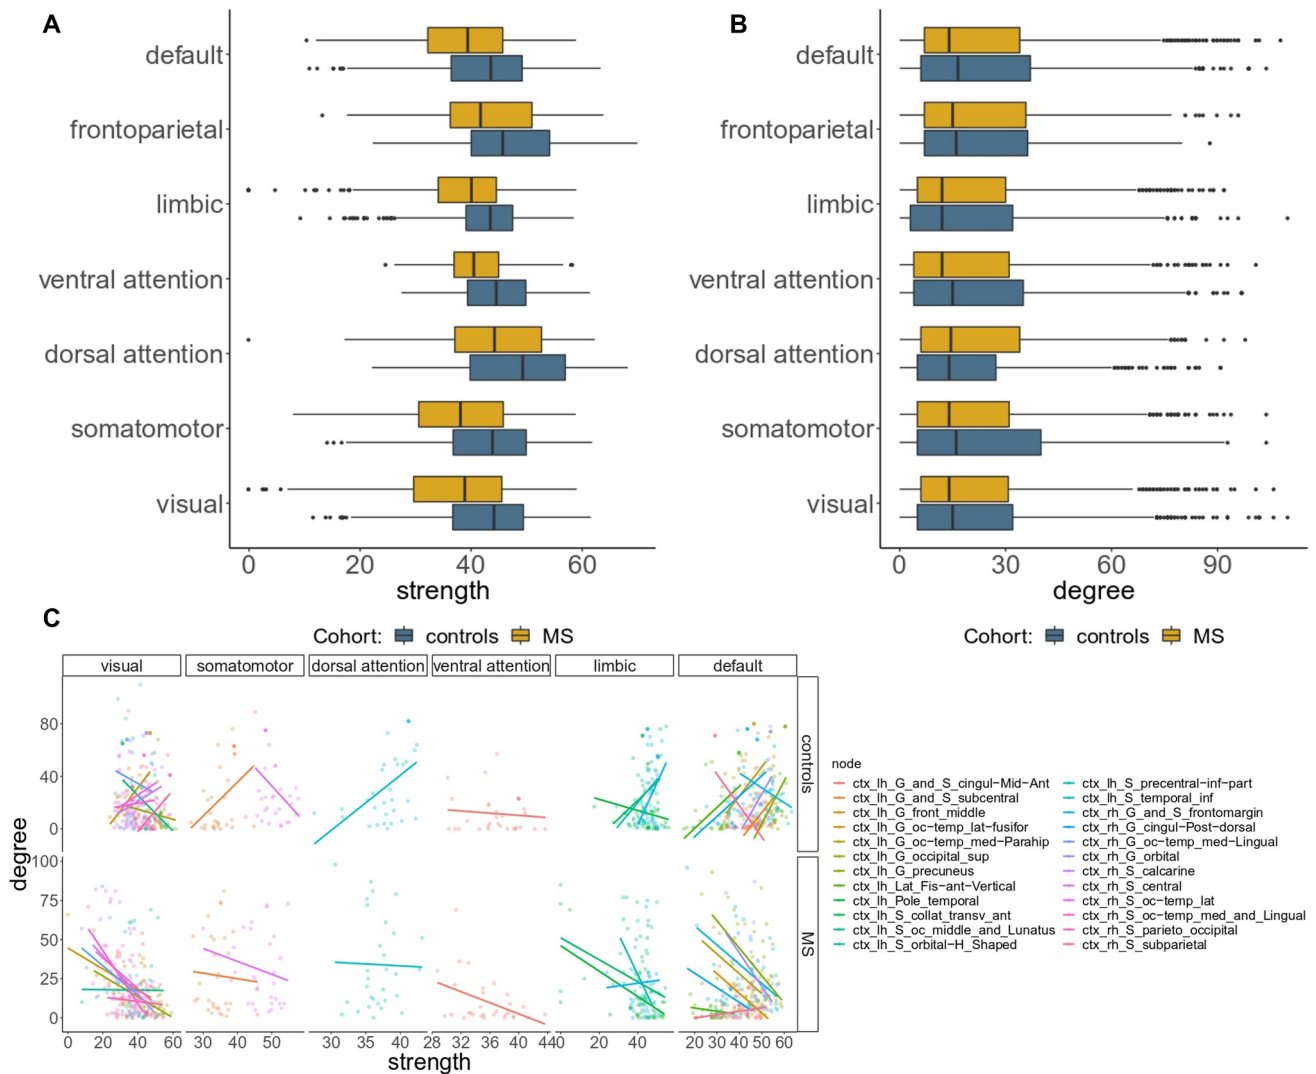 A
default
frontoparietal
limbic
ventral attention
dorsal attention
somatomotor
visual
0 20 40 60
strength
Cohort: controls MS
B
default
frontoparietal
limbic
ventral attention
dorsal attention
somatomotor
visual
0 30 60 90
degree
Cohort: controls MS
C
visual somatomotor dorsal attention ventral attention limbic default
80
40
0
controls
100
75
50
25
0
MS
degree
0 20 40 60 30 40 50 30 35 40 28 32 36 40 44 0 20 40 20 30 40 50 60
strength
node
ctx_lh_G_and_S_cingul-Mid-Ant
ctx_lh_G_and_S_subcentral
ctx_lh_G_front_middle
ctx_lh_G_oc-temp_lat-fusifor
ctx_lh_G_oc-temp_med-Parahip
ctx_lh_G_occipital_sup
ctx_lh_G_precuneus
ctx_lh_Lat_Fis-ant-Vertical
ctx_lh_Pole_temporal
ctx_lh_S_collat_transv_ant
ctx_lh_S_oc_middle_and_Lunatus
ctx_lh_S_orbital-H_Shaped
ctx_lh_S_precentral-inf-part
ctx_lh_S_temporal_inf
ctx_rh_G_and_S_frontomargin
ctx_rh_G_cingul-Post-dorsal
ctx_rh_G_oc-temp_med-Lingual
ctx_rh_G_orbital
ctx_rh_S_calcarine
ctx_rh_S_central
ctx_rh_S_oc-temp_lat
ctx_rh_S_oc-temp_med_and_Lingual
ctx_rh_S_parieto_occipital
ctx_rh_S_subparietal